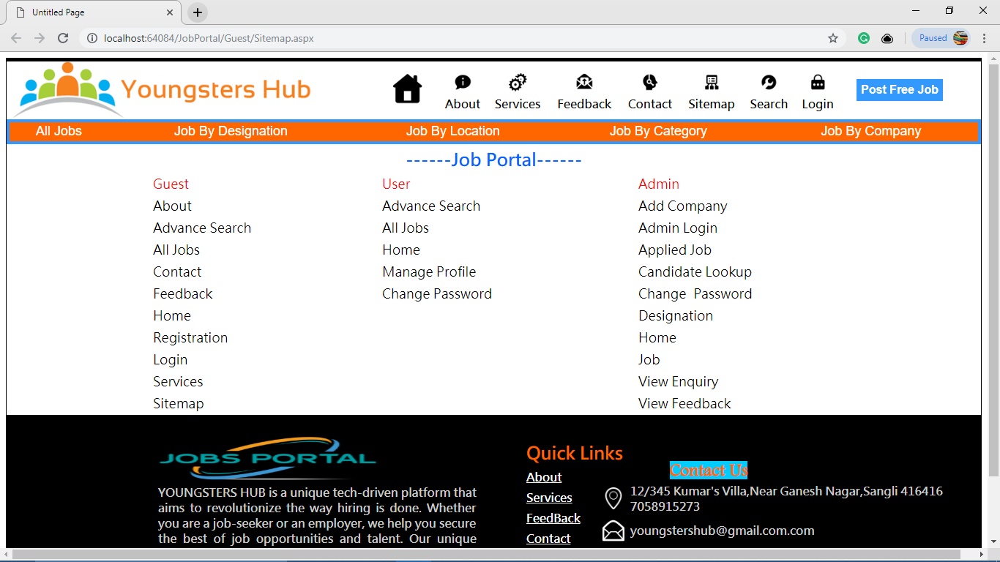 Untitled Page
localhost:64084/JobPortal/Guest/Sitemap.aspx
Paused
Youngsters Hub
About Services Feedback Contact Sitemap Search Login
Post Free Job
All Jobs Job By Designation Job By Location Job By Category Job By Company
------Job Portal------
Guest
About
Advance Search
All Jobs
Contact
Feedback
Home
Registration
Login
Services
Sitemap
User
Advance Search
All Jobs
Home
Manage Profile
Change Password
Admin
Add Company
Admin Login
Applied Job
Candidate Lookup
Change  Password
Designation
Home
Job
View Enquiry
View Feedback
JOBS PORTAL
YOUNGSTERS HUB is a unique tech-driven platform that
aims to revolutionize the way hiring is done. Whether
you are a job-seeker or an employer, we help you secure
the best of job opportunities and talent. Our unique
Quick Links
About
Services
FeedBack
Contact
Contact Us
12/345 Kumar's Villa,Near Ganesh Nagar,Sangli 416416
7058915273
youngstershub@gmail.com.com